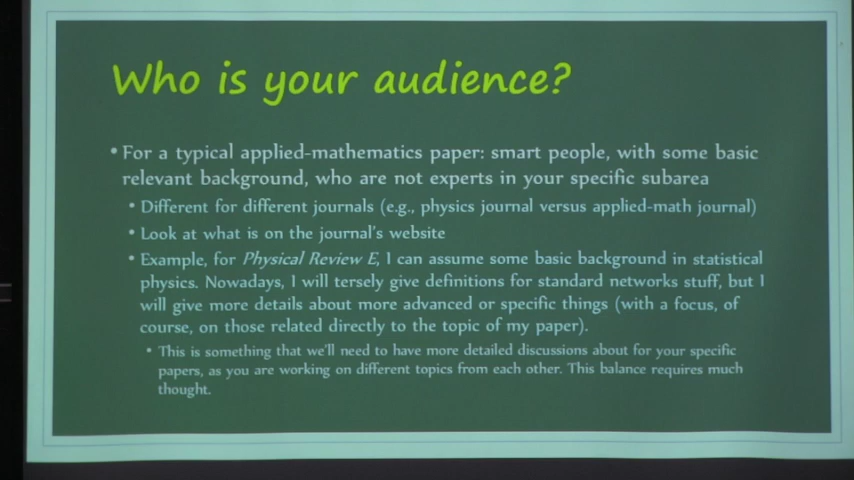 Who is your audience?
• For a typical applied-mathematics paper: smart people, with some basic
relevant background, who are not experts in your specific subarea
• Different for different journals (e.g., physics journal versus applied-math journal)
• Look at what is on the journal's website
• Example, for Physical Review E, I can assume some basic background in statistical
physics. Nowadays, I will tersely give definitions for standard networks stuff, but I
will give more details about more advanced or specific things (with a focus, of
course, on those related directly to the topic of my paper).
• This is something that we'll need to have more detailed discussions about for your specific
papers, as you are working on different topics from each other. This balance requires much
thought.